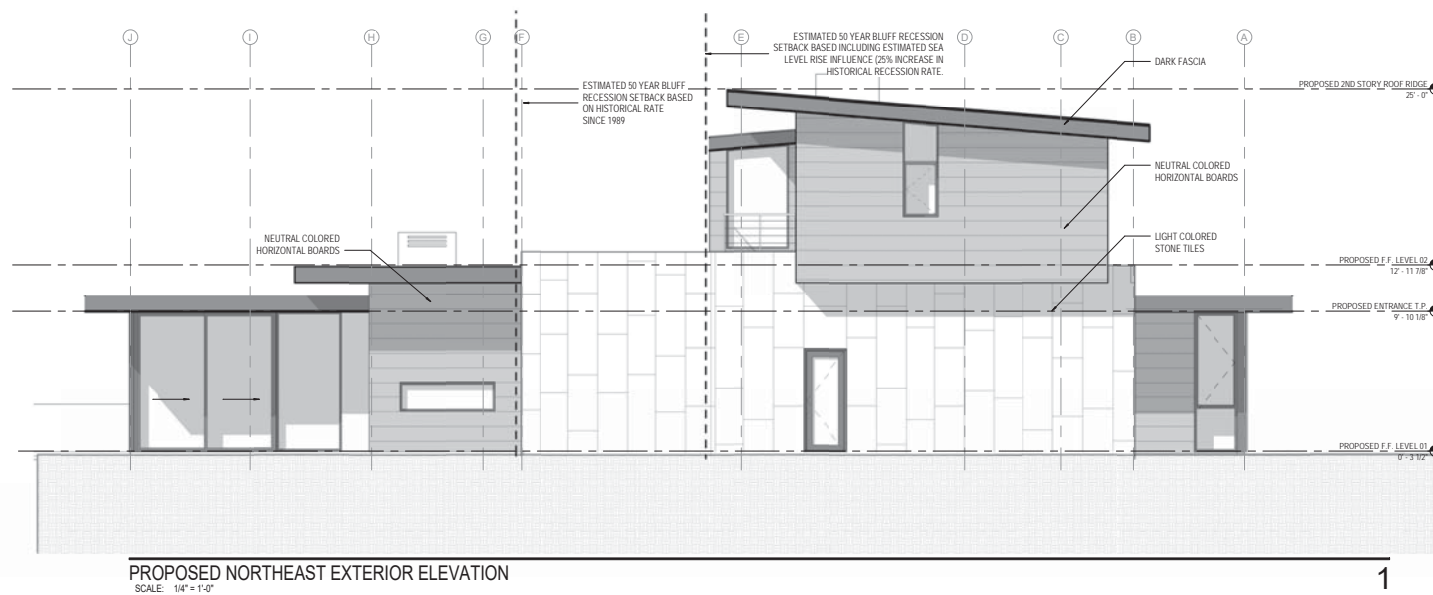 J I H G F E D C B A
ESTIMATED 50 YEAR BLUFF RECESSION
SETBACK BASED INCLUDING ESTIMATED SEA
LEVEL RISE INFLUENCE (25% INCREASE IN
HISTORICAL RECESSION RATE.
DARK FASCIA
ESTIMATED 50 YEAR BLUFF
RECESSION SETBACK BASED
ON HISTORICAL RATE
SINCE 1989
PROPOSED 2ND STORY ROOF RIDGE
25' - 0"
NEUTRAL COLORED
HORIZONTAL BOARDS
NEUTRAL COLORED
HORIZONTAL BOARDS
LIGHT COLORED
STONE TILES
PROPOSED F.F. LEVEL 02
12' - 11 7/8"
PROPOSED ENTRANCE T.P.
9' - 10 1/8"
PROPOSED F.F. LEVEL 01
0' - 3 1/2"
PROPOSED NORTHEAST EXTERIOR ELEVATION
SCALE: 1/4" = 1'-0"
1